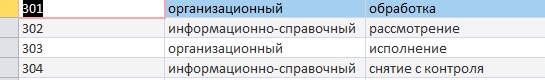 301 организационный обработка
302 информационно-справочный рассмотрение
303 организационный исполнение
304 информационно-справочный снятие с контроля